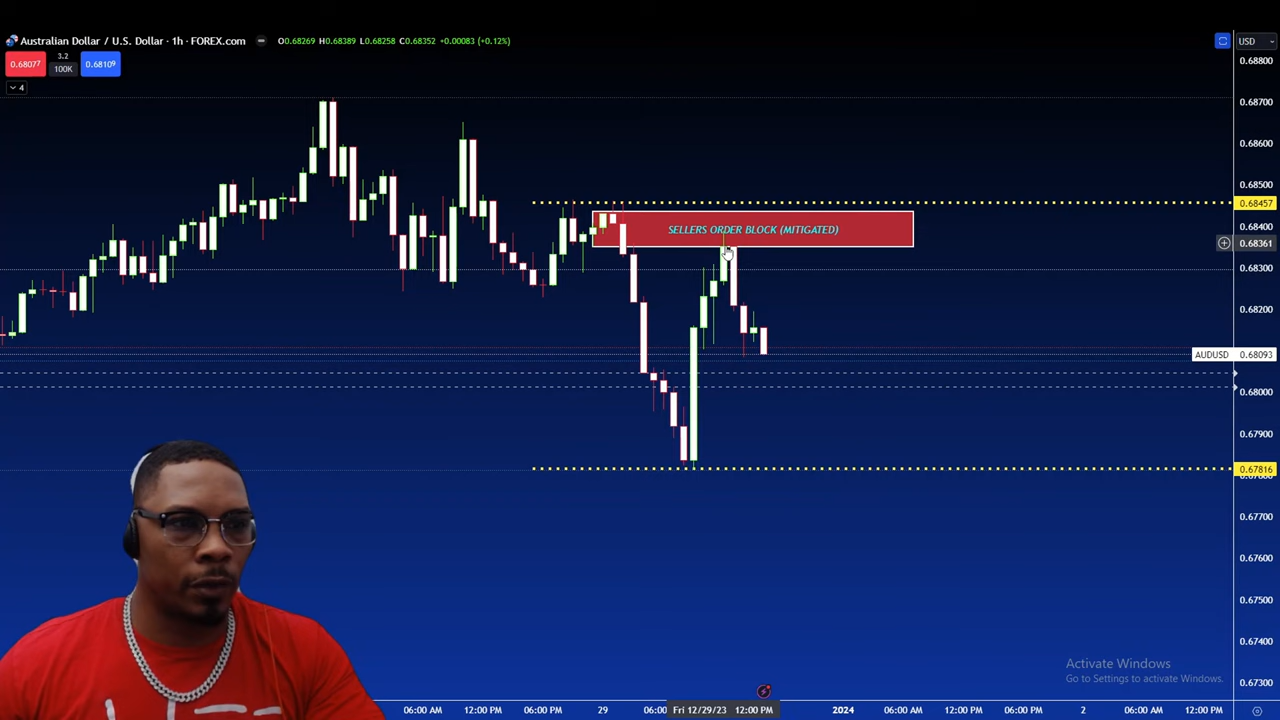 Australian Dollar / U.S. Dollar · 1h · FOREX.com O0.68269 H0.68389 L0.68258 C0.68352 +0.00083 (+0.12%)
USD
0.68077 3.2 100K 0.68109
4
0.68800
0.68700
0.68600
0.68500
0.68457
0.68400
0.68361
0.68300
0.68200
AUDUSD 0.68093
0.68000
0.67900
0.67816
0.67700
0.67600
0.67500
0.67400
0.67300
SELLERS ORDER BLOCK (MITIGATED)
Activate Windows
Go to Settings to activate Windows.
06:00 AM 12:00 PM 06:00 PM 29 06:00 Fri 12/29/23 12:00 PM 2024 06:00 AM 12:00 PM 06:00 PM 2 06:00 AM 12:00 PM